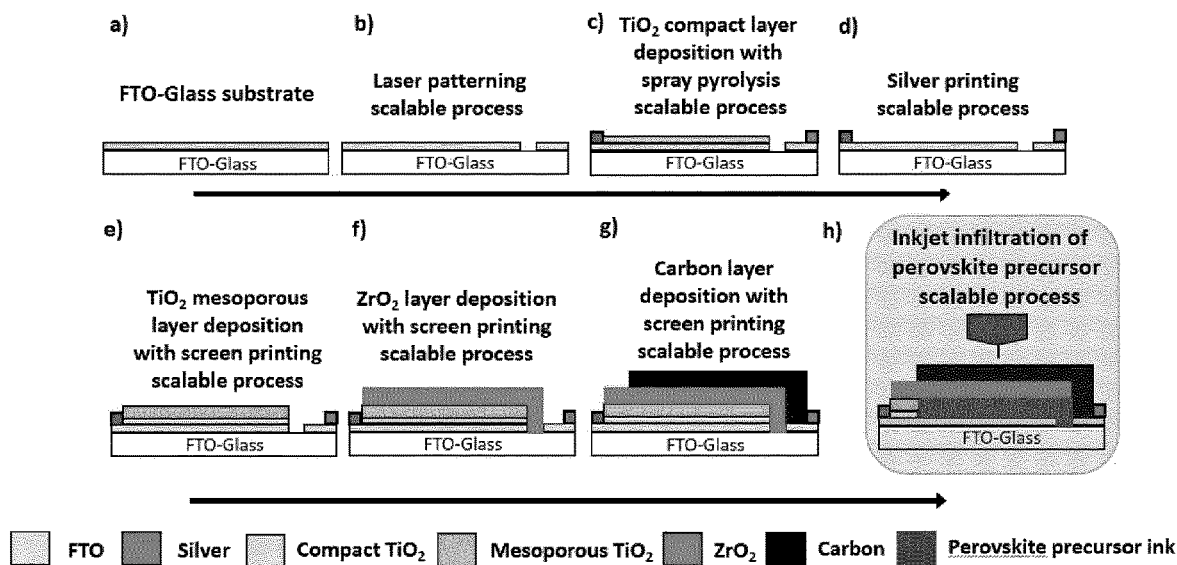 a)
FTO-Glass substrate
FTO-Glass
b)
Laser patterning
scalable process
FTO-Glass
c)
TiO₂ compact layer
deposition with
spray pyrolysis
scalable process
FTO-Glass
d)
Silver printing
scalable process
FTO-Glass
e)
TiO₂ mesoporous
layer deposition
with screen printing
scalable process
FTO-Glass
f)
ZrO₂ layer deposition
with screen printing
scalable process
FTO-Glass
g)
Carbon layer
deposition with
screen printing
scalable process
FTO-Glass
h)
Inkjet infiltration of
perovskite precursor
scalable process
FTO-Glass
FTO
Silver
Compact TiO₂
Mesoporous TiO₂
ZrO₂
Carbon
Perovskite precursor ink